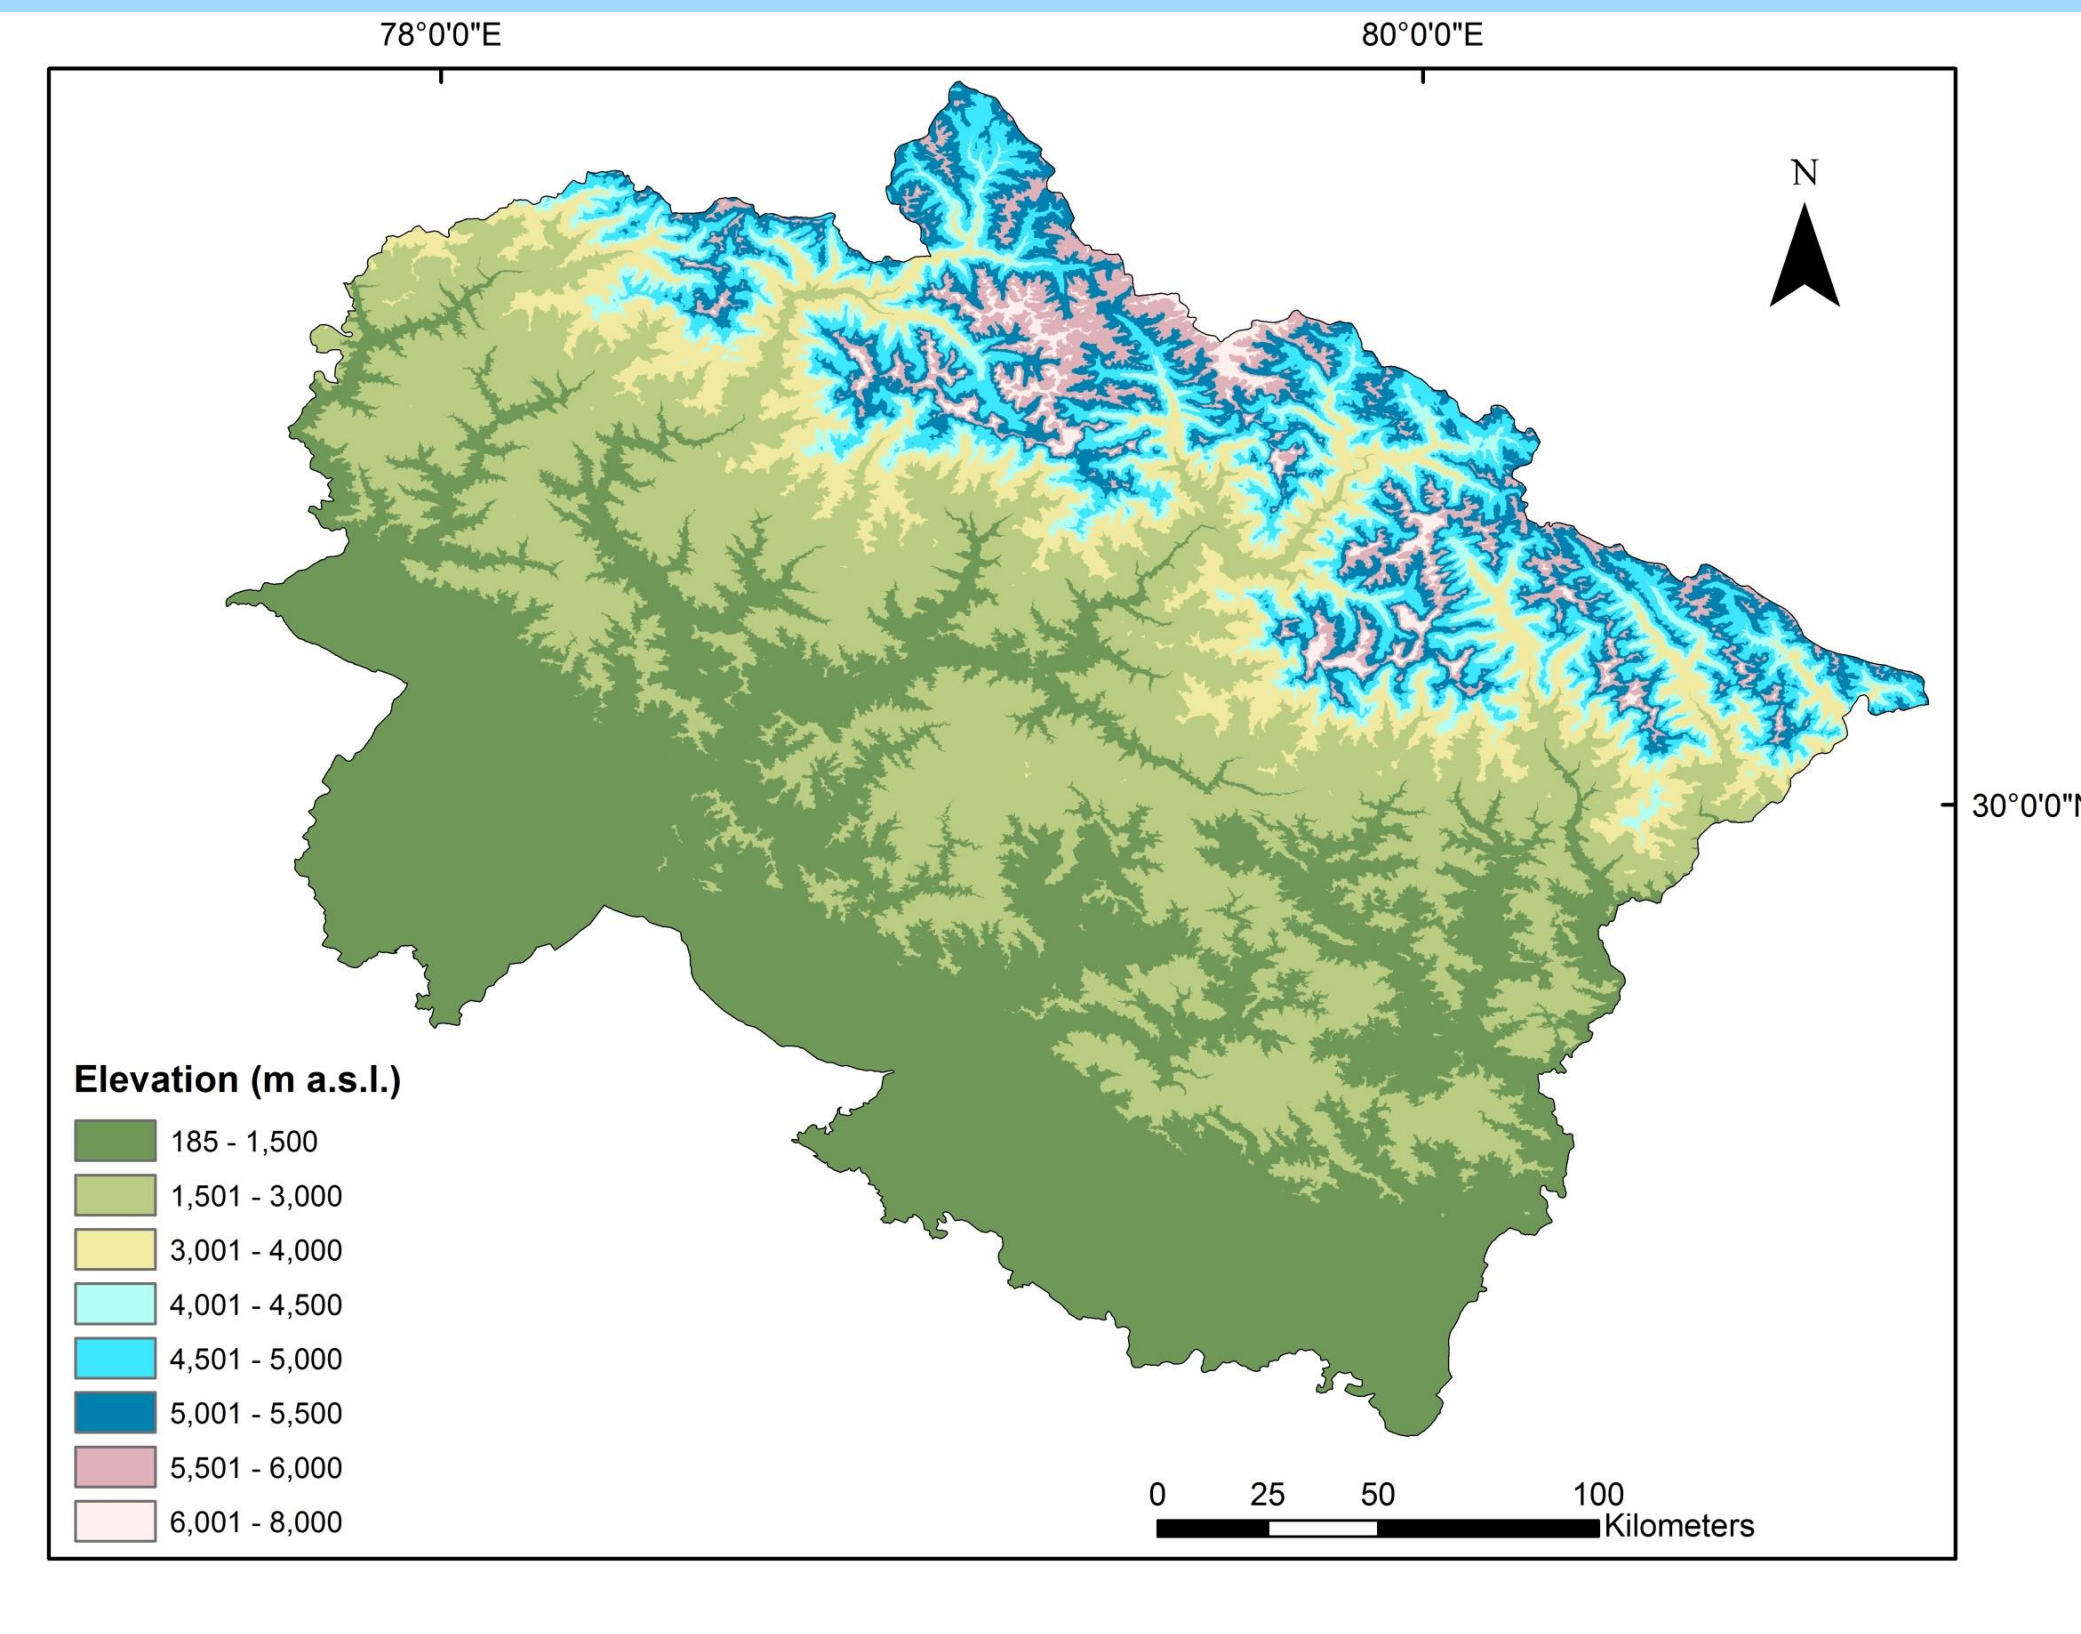 78°0'0"E 80°0'0"E
N
30°0'0"N
Elevation (m a.s.l.)
185 - 1,500
1,501 - 3,000
3,001 - 4,000
4,001 - 4,500
4,501 - 5,000
5,001 - 5,500
5,501 - 6,000
6,001 - 8,000
0 25 50 100
Kilometers